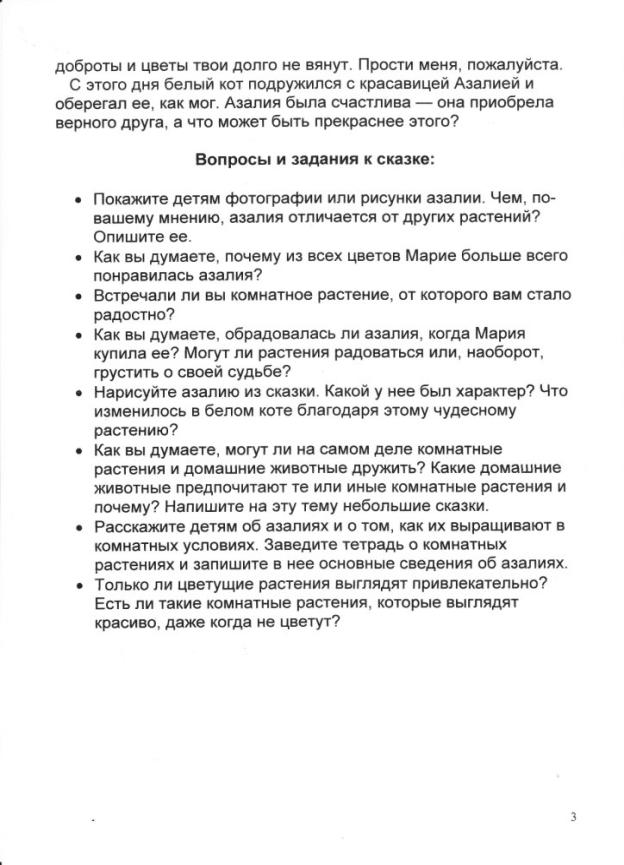 доброты и цветы твои долго не вянут. Прости меня, пожалуйста.
С этого дня белый кот подружился с красавицей Азалией и
оберегал ее, как мог. Азалия была счастлива — она приобрела
верного друга, а что может быть прекраснее этого?
Вопросы и задания к сказке:
• Покажите детям фотографии или рисунки азалии. Чем, по-
вашему мнению, азалия отличается от других растений?
Опишите ее.
• Как вы думаете, почему из всех цветов Марие больше всего
понравилась азалия?
• Встречали ли вы комнатное растение, от которого вам стало
радостно?
• Как вы думаете, обрадовалась ли азалия, когда Мария
купила ее? Могут ли растения радоваться или, наоборот,
грустить о своей судьбе?
• Нарисуйте азалию из сказки. Какой у нее был характер? Что
изменилось в белом коте благодаря этому чудесному
растению?
• Как вы думаете, могут ли на самом деле комнатные
растения и домашние животные дружить? Какие домашние
животные предпочитают те или иные комнатные растения и
почему? Напишите на эту тему небольшие сказки.
• Расскажите детям об азалиях и о том, как их выращивают в
комнатных условиях. Заведите тетрадь о комнатных
растениях и запишите в нее основные сведения об азалиях.
• Только ли цветущие растения выглядят привлекательно?
Есть ли такие комнатные растения, которые выглядят
красиво, даже когда не цветут?
3